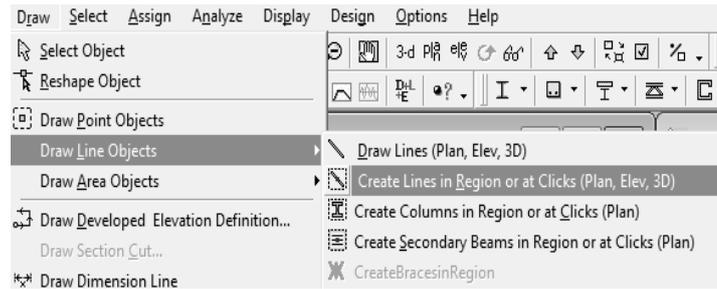 Draw Select Assign Analyze Display Design Options Help
Select Object
Reshape Object
3-d
D+L
+E
Draw Point Objects
Draw Line Objects
Draw Lines (Plan, Elev, 3D)
Draw Area Objects
Create Lines in Region or at Clicks (Plan, Elev, 3D)
Create Columns in Region or at Clicks (Plan)
Draw Developed Elevation Definition...
Create Secondary Beams in Region or at Clicks (Plan)
Draw Section Cut...
CreateBracesinRegion
Draw Dimension Line